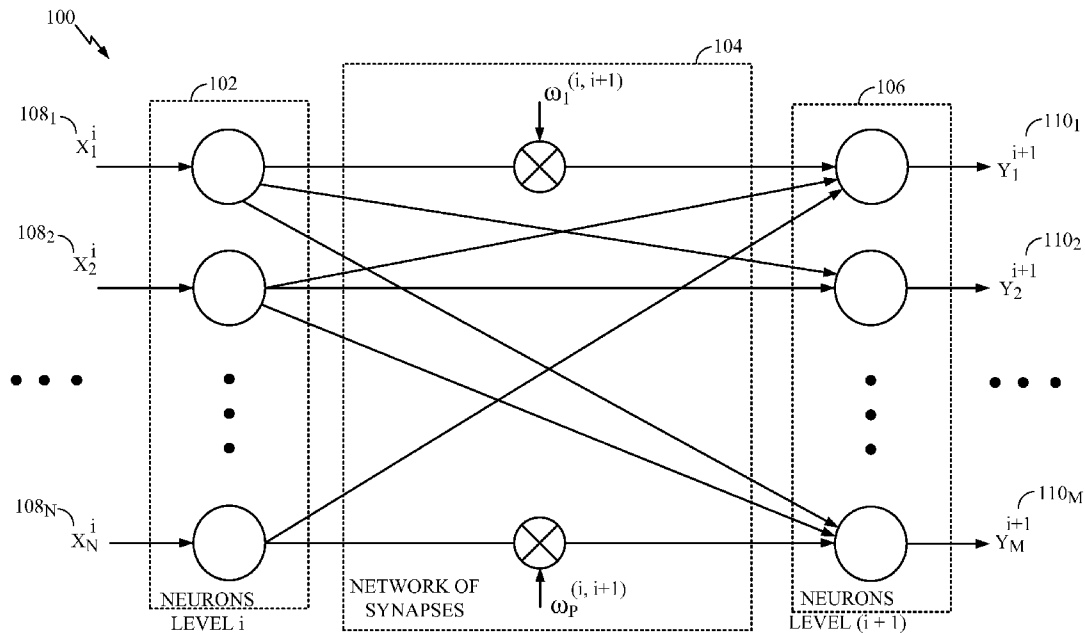 100
102
104
106
108₁
X₁ⁱ
ω₁^(i, i+1)
110₁
Y₁^i+1
108₂
X₂ⁱ
110₂
Y₂^i+1
108_N
X_Nⁱ
110_M
Y_M^i+1
NEURONS
LEVEL i
NETWORK OF
SYNAPSES
ω_P^(i, i+1)
NEURONS
LEVEL (i + 1)